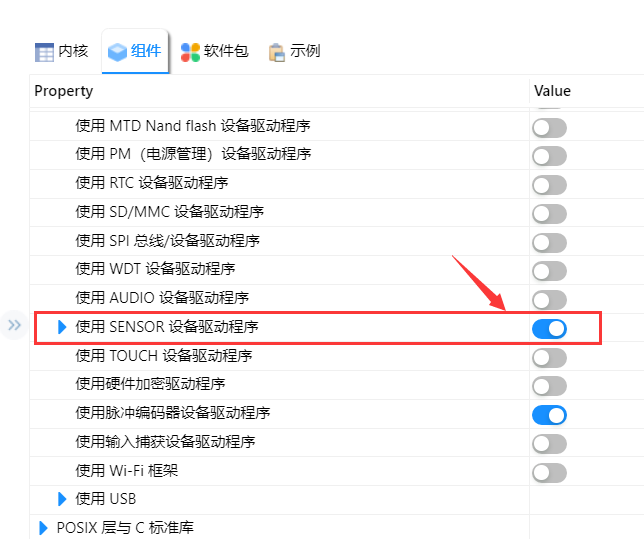 内核 组件 软件包 示例
Property Value
使用 MTD Nand flash 设备驱动程序
使用 PM（电源管理）设备驱动程序
使用 RTC 设备驱动程序
使用 SD/MMC 设备驱动程序
使用 SPI 总线/设备驱动程序
使用 WDT 设备驱动程序
使用 AUDIO 设备驱动程序
使用 SENSOR 设备驱动程序
使用 TOUCH 设备驱动程序
使用硬件加密驱动程序
使用脉冲编码器设备驱动程序
使用输入捕获设备驱动程序
使用 Wi-Fi 框架
使用 USB
POSIX 层与 C 标准库